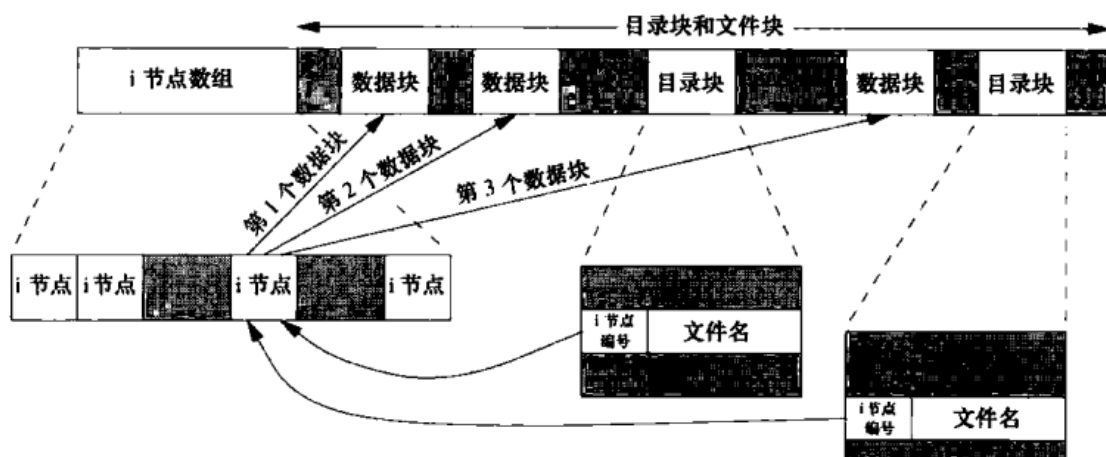 目录块和文件块
i 节点数组
数据块
数据块
目录块
数据块
目录块
第 1 个数据块
第 2 个数据块
第 3 个数据块
i 节点
i 节点
i 节点
i 节点
i 节点
编号
文件名
i 节点
编号
文件名